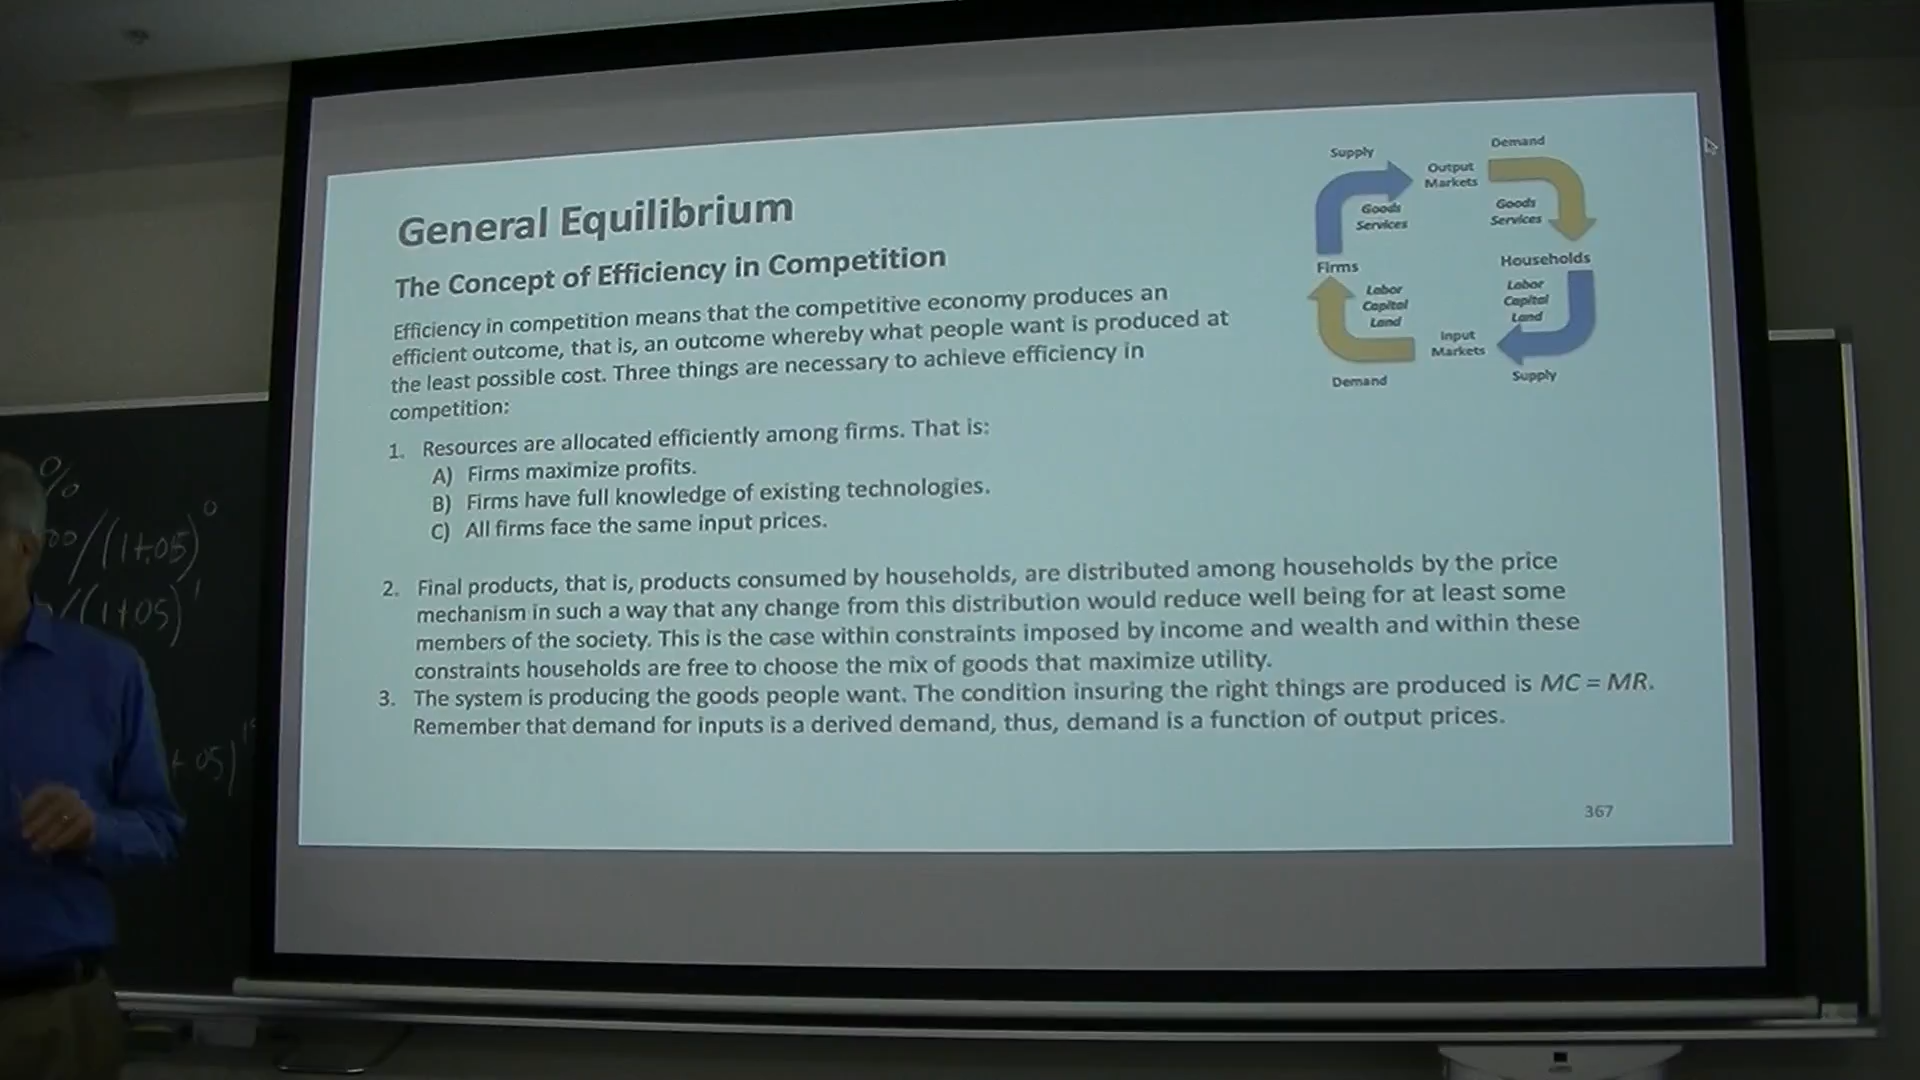 General Equilibrium
The Concept of Efficiency in Competition
Efficiency in competition means that the competitive economy produces an
efficient outcome, that is, an outcome whereby what people want is produced at
the least possible cost. Three things are necessary to achieve efficiency in
competition:
1. Resources are allocated efficiently among firms. That is:
A) Firms maximize profits.
B) Firms have full knowledge of existing technologies.
C) All firms face the same input prices.
2. Final products, that is, products consumed by households, are distributed among households by the price
mechanism in such a way that any change from this distribution would reduce well being for at least some
members of the society. This is the case within constraints imposed by income and wealth and within these
constraints households are free to choose the mix of goods that maximize utility.
3. The system is producing the goods people want. The condition insuring the right things are produced is MC = MR.
Remember that demand for inputs is a derived demand, thus, demand is a function of output prices.
Supply
Demand
Output
Markets
Goods
Services
Goods
Services
Firms
Households
Labor
Capital
Land
Labor
Capital
Land
Input
Markets
Demand
Supply
367
%
/(1+.05)⁰
/(1+05)¹
05)